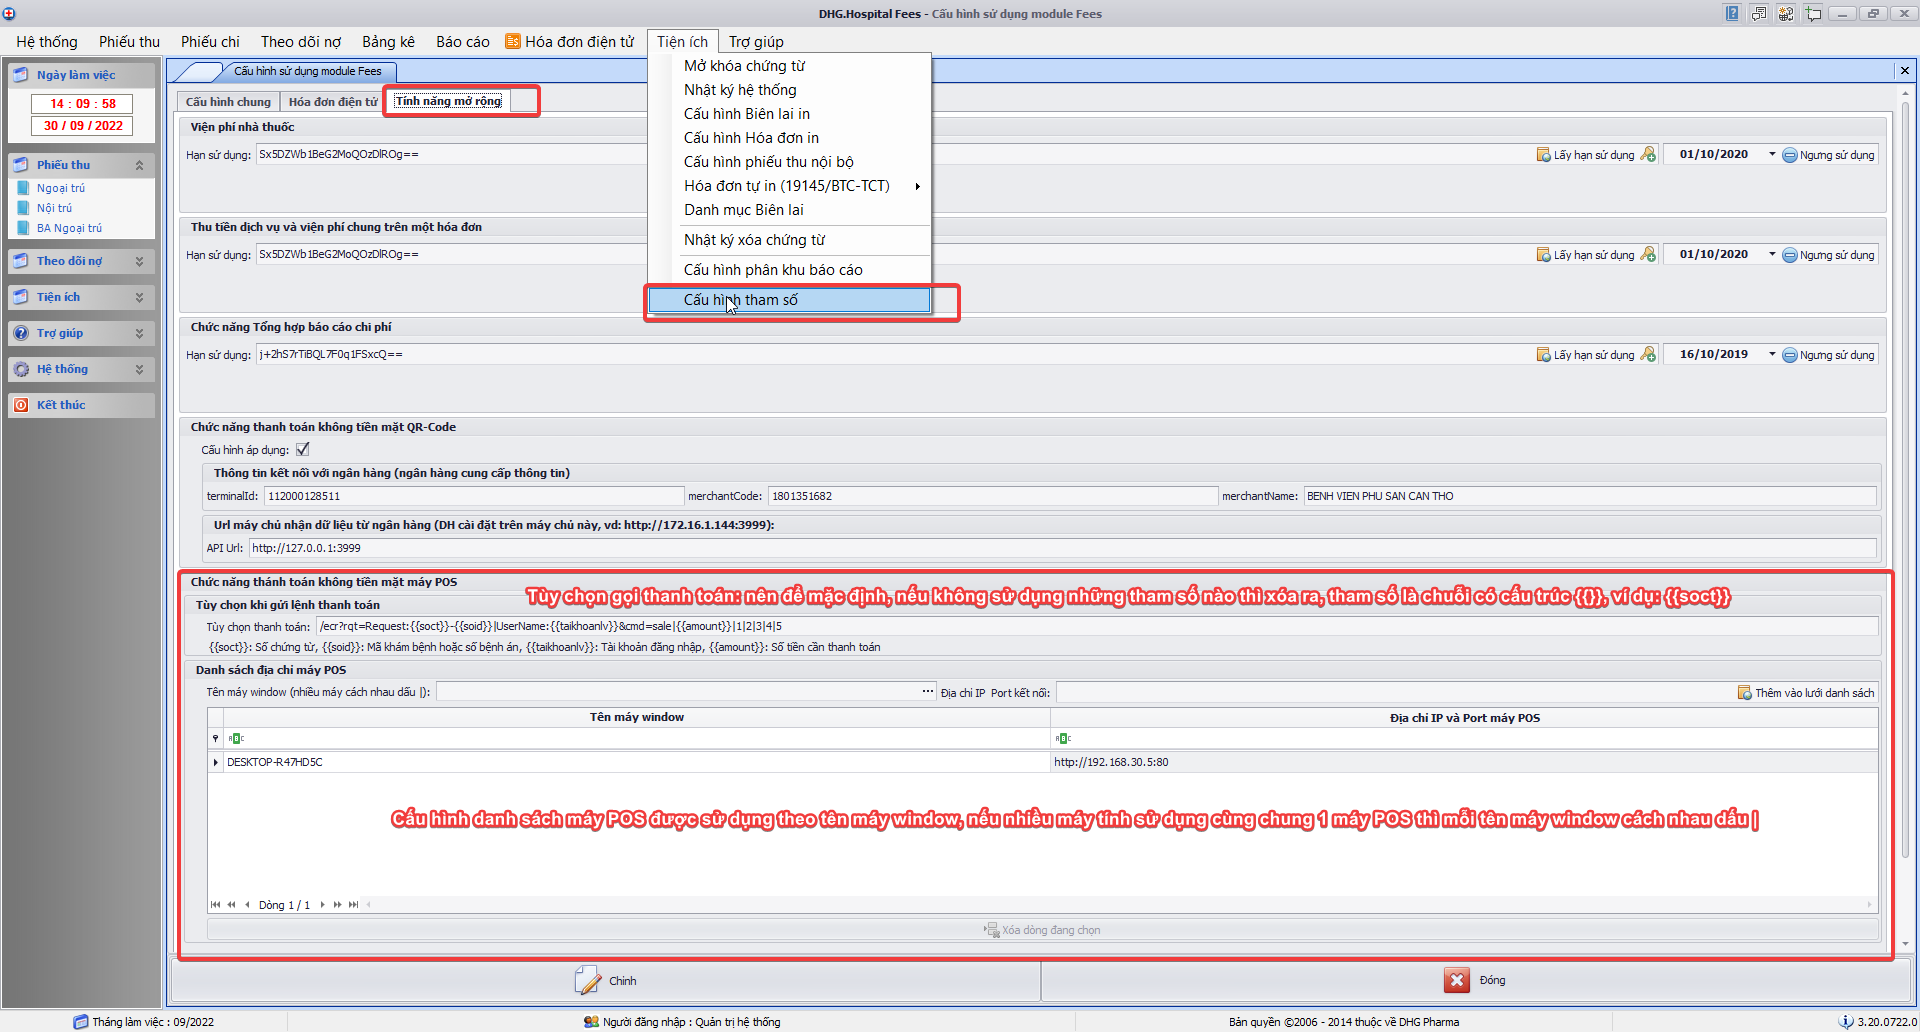 DHG.Hospital Fees - Cấu hình sử dụng module Fees
Hệ thống Phiếu thu Phiếu chi Theo dõi nợ Bảng kê Báo cáo Hóa đơn điện tử Tiện ích Trợ giúp
Ngày làm việc
14 : 09 : 58
30 / 09 / 2022
Phiếu thu
Ngoại trú
Nội trú
BA Ngoại trú
Theo dõi nợ
Tiện ích
Trợ giúp
Hệ thống
Kết thúc
Cấu hình sử dụng module Fees
Cấu hình chung Hóa đơn điện tử Tính năng mở rộng
Mở khóa chứng từ
Nhật ký hệ thống
Cấu hình Biên lai in
Cấu hình Hóa đơn in
Cấu hình phiếu thu nội bộ
Hóa đơn tự in (19145/BTC-TCT)
Danh mục Biên lai
Nhật ký xóa chứng từ
Cấu hình phân khu báo cáo
Cấu hình tham số
Viện phí nhà thuốc
Hạn sử dụng: Sx5DZWb1BeG2MoQOzDlROg== Lấy hạn sử dụng 01/10/2020 Ngưng sử dụng
Thu tiền dịch vụ và viện phí chung trên một hóa đơn
Hạn sử dụng: Sx5DZWb1BeG2MoQOzDlROg== Lấy hạn sử dụng 01/10/2020 Ngưng sử dụng
Chức năng Tổng hợp báo cáo chi phí
Hạn sử dụng: j+2hS7rTiBQL7F0q1FSxcQ== Lấy hạn sử dụng 16/10/2019 Ngưng sử dụng
Chức năng thanh toán không tiền mặt QR-Code
Cấu hình áp dụng:
Thông tin kết nối với ngân hàng (ngân hàng cung cấp thông tin)
terminalId: 112000128511 merchantCode: 1801351682 merchantName: BENH VIEN PHU SAN CAN THO
Url máy chủ nhận dữ liệu từ ngân hàng (DH cài đặt trên máy chủ này, vd: http://172.16.1.144:3999):
API Url: http://127.0.0.1:3999
Chức năng thánh toán không tiền mặt máy POS
Tùy chọn gọi thanh toán: nên để mặc định, nếu không sử dụng những tham số nào thì xóa ra, tham số là chuỗi có cấu trúc {{}}, ví dụ: {{soct}}
Tùy chọn khi gửi lệnh thanh toán
Tùy chọn thanh toán: /ecr?rqt=Request:{{soct}}-{{soid}}|UserName:{{taikhoanlv}}&cmd=sale|{{amount}}|1|2|3|4|5
{{soct}}: Số chứng từ, {{soid}}: Mã khám bệnh hoặc số bệnh án, {{taikhoanlv}}: Tài khoản đăng nhập, {{amount}}: Số tiền cần thanh toán
Danh sách địa chỉ máy POS
Tên máy window (nhiều máy cách nhau dấu |): ... Địa chỉ IP Port kết nối: Thêm vào lưới danh sách
Tên máy window Địa chỉ IP và Port máy POS
DESKTOP-R47HD5C http://192.168.30.5:80
Cấu hình danh sách máy POS được sử dụng theo tên máy window, nếu nhiều máy tính sử dụng cùng chung 1 máy POS thì mỗi tên máy window cách nhau dấu |
Dòng 1 / 1
Xóa dòng đang chọn
Chỉnh Đóng
Tháng làm việc : 09/2022 Người đăng nhập : Quản trị hệ thống Bản quyền ©2006 - 2014 thuộc về DHG Pharma 3.20.0722.0